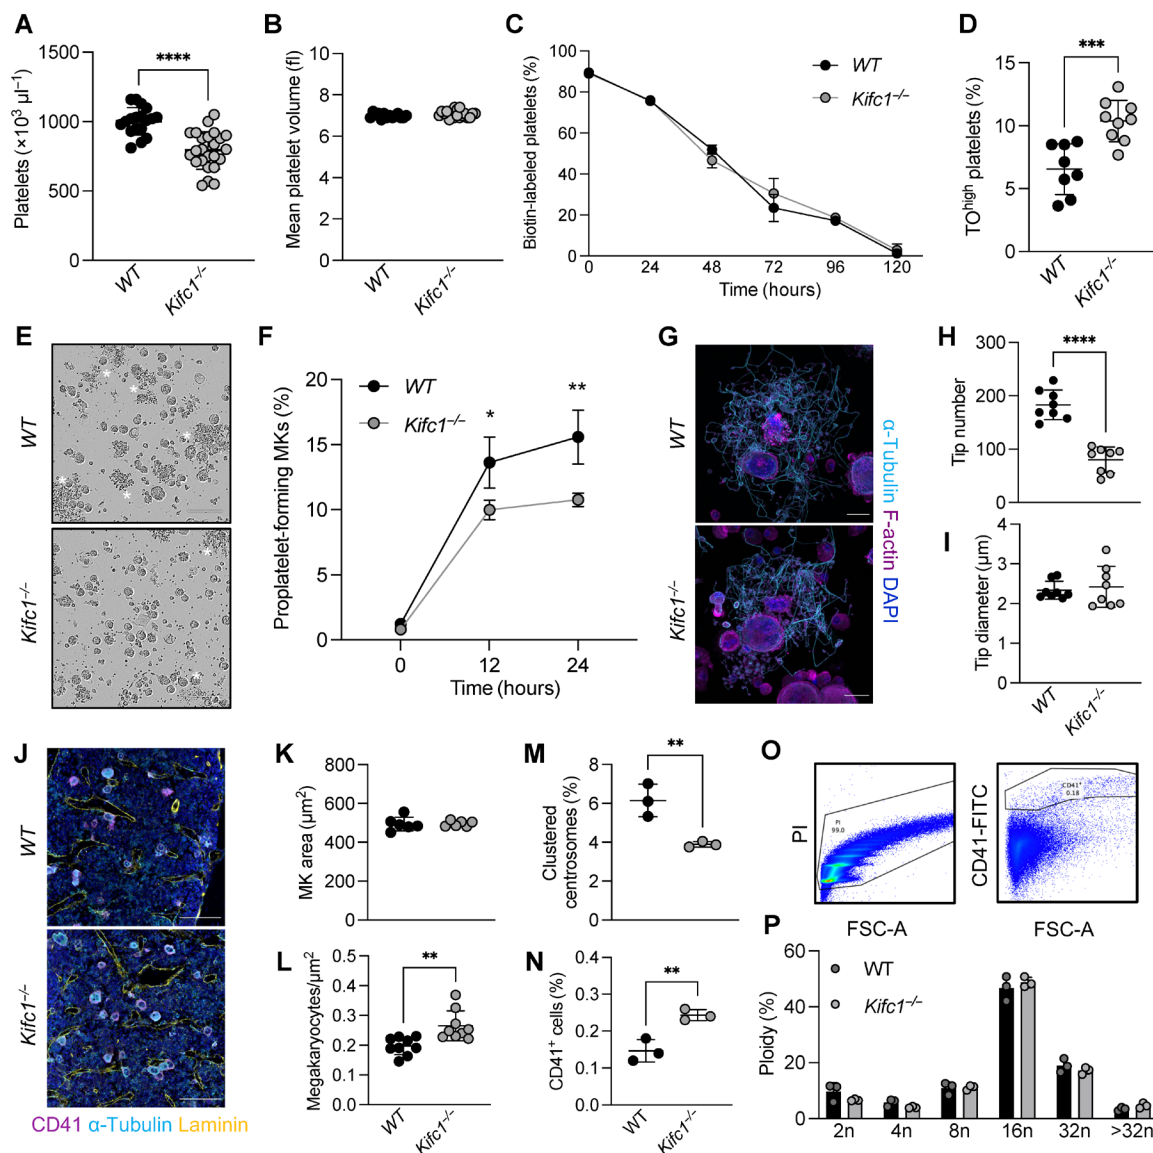 A
Platelets (×10³ µl⁻¹)
1500
1000
500
0
****
WT
Kifc1⁻/⁻
B
Mean platelet volume (fl)
10
8
6
4
2
0
WT
Kifc1⁻/⁻
C
Biotin-labeled platelets (%)
100
80
60
40
20
0
0 24 48 72 96 120
Time (hours)
WT
Kifc1⁻/⁻
D
TOhigh platelets (%)
15
10
5
0
***
WT
Kifc1⁻/⁻
E
WT
Kifc1⁻/⁻
* * * * *
*
*
F
Proplatelet-forming MKs (%)
20
15
10
5
0
WT
Kifc1⁻/⁻
*
**
0 12 24
Time (hours)
G
WT
Kifc1⁻/⁻
α-Tubulin F-actin DAPI
H
Tip number
300
200
100
0
****
I
Tip diameter (µm)
4
3
2
1
0
WT
Kifc1⁻/⁻
J
WT
Kifc1⁻/⁻
CD41 α-Tubulin Laminin
K
MK area (µm²)
800
600
400
200
0
L
Megakaryocytes/µm²
0.5
0.4
0.3
0.2
0.1
0.0
**
WT
Kifc1⁻/⁻
M
Clustered
centrosomes (%)
8
6
4
2
0
**
N
CD41⁺ cells (%)
0.4
0.3
0.2
0.1
0.0
**
WT
Kifc1⁻/⁻
O
PI
PI
99.0
FSC-A
CD41-FITC
CD41⁺
0.18
FSC-A
P
Ploidy (%)
60
40
20
0
WT
Kifc1⁻/⁻
2n 4n 8n 16n 32n >32n